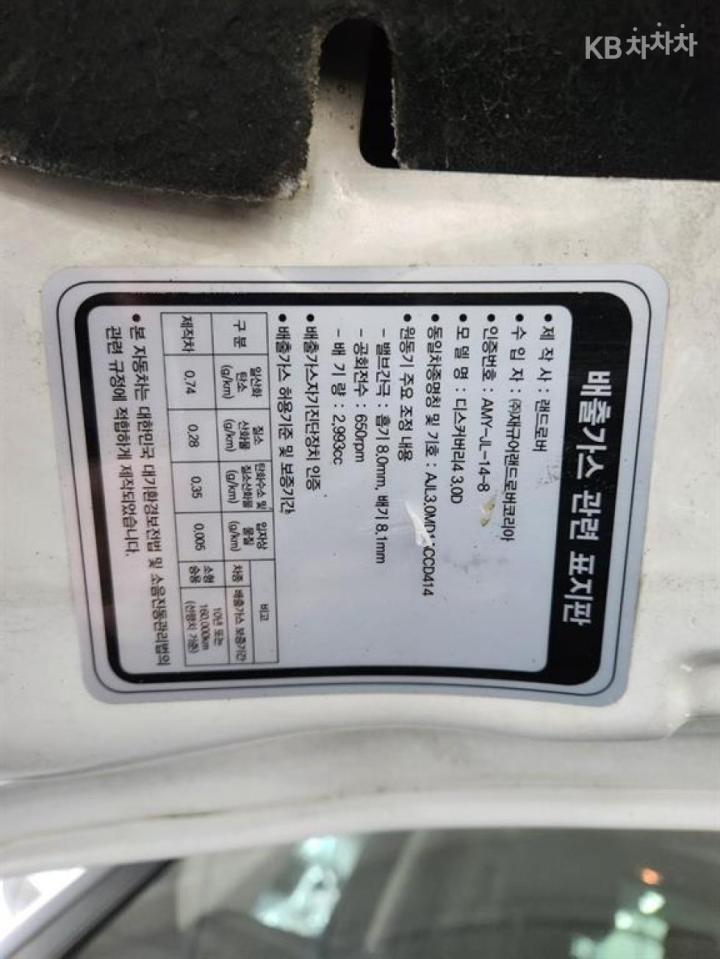 KB차차차
배출가스 관련 표지판
• 제 작 사 : 랜드로버
• 수 입 자 : ㈜재규어랜드로버코리아
• 인증번호 : AMY-JL-14-8
• 모 델 명 : 디스커버리4 3.0D
• 동일차종명칭 및 기호 : AJL3.0MD CCD414
• 원동기 주요 조정 내용
- 밸브간극 : 흡기 8.0mm, 배기 8.1mm
- 공회전수 : 650rpm
- 배 기 량 : 2,993cc
• 배출가스자기진단장치 인증
• 배출가스 허용기준 및 보증기간
구 분 일산화탄소 (g/km) 질소산화물 (g/km) 탄화수소 및 질소산화물 (g/km) 입자상물질 (g/km) 비고
차종 배출가스 보증기간
제작차 0.74 0.28 0.35 0.005 소형승용 10년 또는 160,000km (선행치 기준)
• 본 자동차는 대한민국 대기환경보전법 및 소음진동관리법의
관련 규정에 적합하게 제작되었습니다.